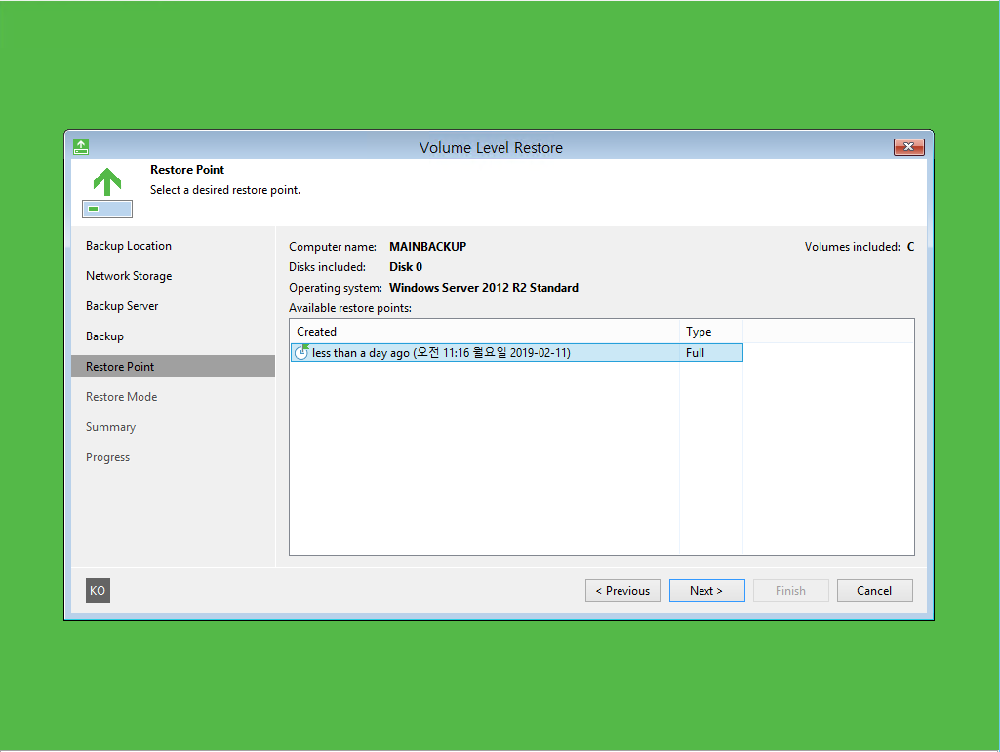 Volume Level Restore
Restore Point
Select a desired restore point.
Backup Location
Network Storage
Backup Server
Backup
Restore Point
Restore Mode
Summary
Progress
Computer name: MAINBACKUP
Volumes included: C
Disks included: Disk 0
Operating system: Windows Server 2012 R2 Standard
Available restore points:
Created Type
less than a day ago (오전 11:16 월요일 2019-02-11) Full
KO
< Previous
Next >
Finish
Cancel